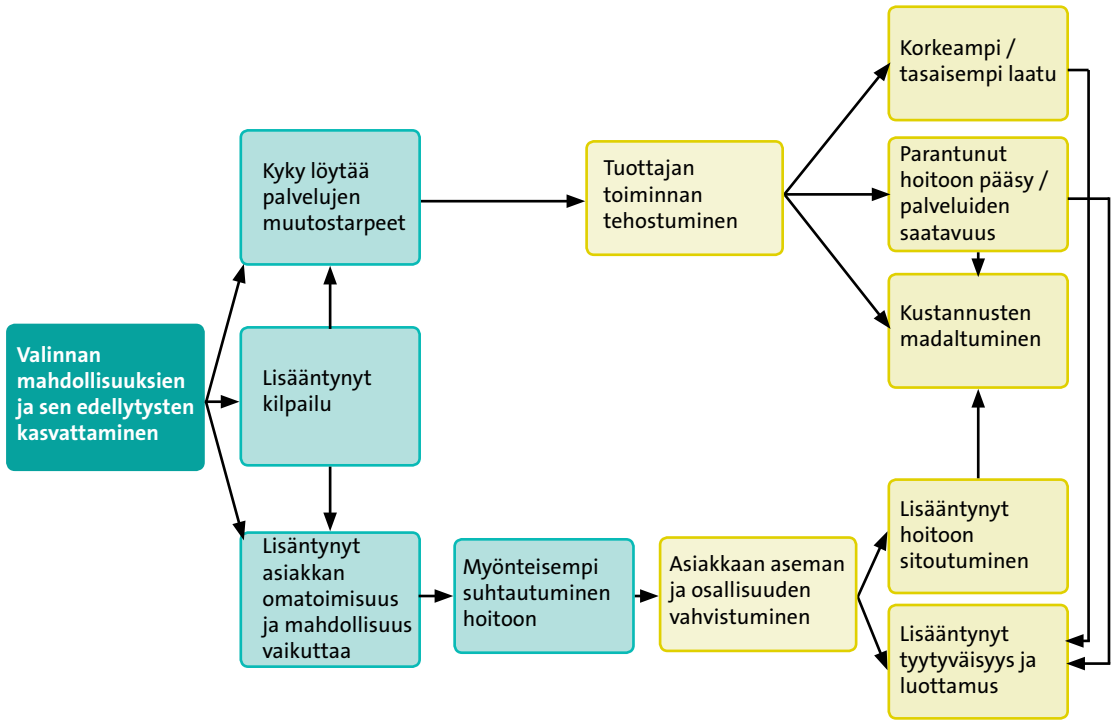 Valinnan
mahdollisuuksien
ja sen edellytysten
kasvattaminen
Kyky löytää
palvelujen
muutostarpeet
Lisääntynyt
kilpailu
Lisäntynyt
asiakkan
omatoimisuus
ja mahdollisuus
vaikuttaa
Myönteisempi
suhtautuminen
hoitoon
Tuottajan
toiminnan
tehostuminen
Asiakkaan aseman
ja osallisuuden
vahvistuminen
Korkeampi /
tasaisempi laatu
Parantunut
hoitoon pääsy /
palveluiden
saatavuus
Kustannusten
madaltuminen
Lisääntynyt
hoitoon
sitoutuminen
Lisääntynyt
tyytyväisyys ja
luottamus